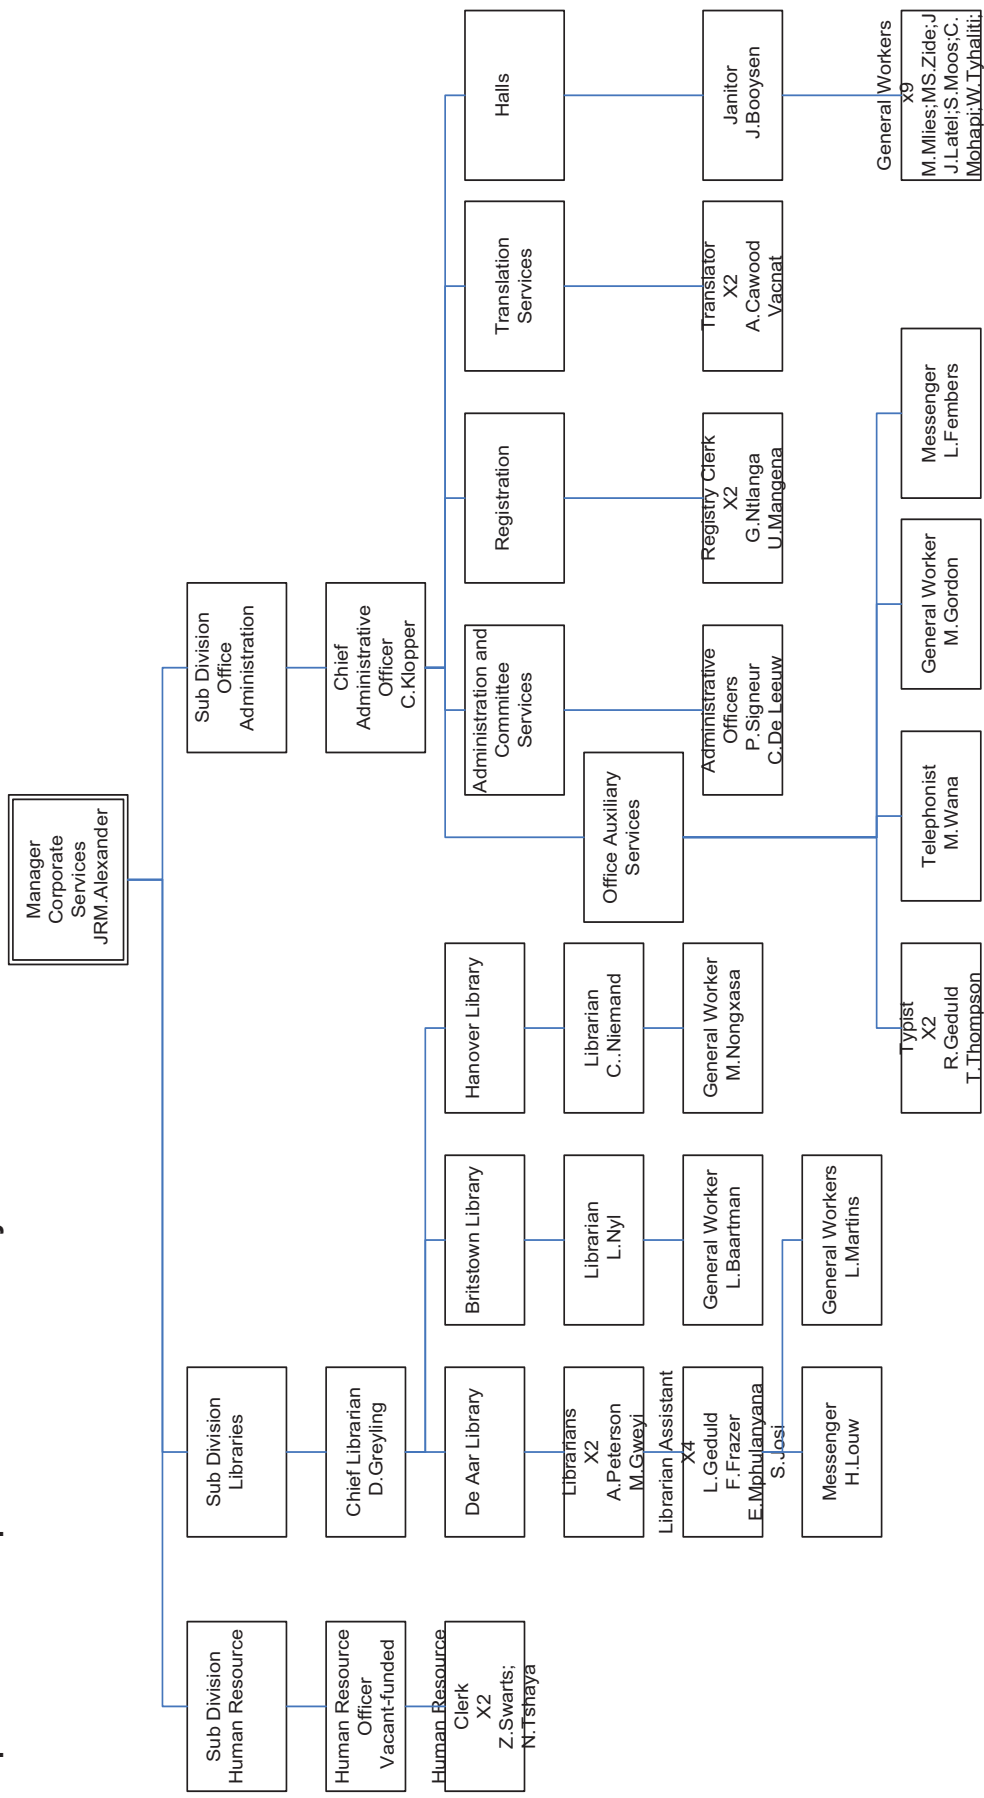 Manager
Corporate
Services
JRM.Alexander
Sub Division
Human Resource
Human Resource
Officer
Vacant-funded
Human Resource
Clerk
X2
Z.Swarts;
N.Tshaya
Sub Division
Libraries
Chief Librarian
D.Greyling
De Aar Library
Librarians
X2
A.Peterson
M.Gweyi
Librarian Assistant
X4
L.Geduld
F.Frazer
E.Mphulanyana
S.Josi
Messenger
H.Louw
General Workers
L.Martins
Britstown Library
Librarian
L.Nyl
General Worker
L.Baartman
Hanover Library
Librarian
C..Niemand
General Worker
M.Nongxasa
Sub Division
Office
Administration
Chief
Administrative
Officer
C.Klopper
Office Auxiliary
Services
Typist
X2
R.Geduld
T.Thompson
Telephonist
M.Wana
General Worker
M.Gordon
Messenger
L.Fembers
Administration and
Committee
Services
Administrative
Officers
P.Signeur
C.De Leeuw
Registration
Registry Clerk
X2
G.Ntlanga
U.Mangena
Translation
Services
Translator
X2
A.Cawood
Vacnat
Halls
Janitor
J.Booysen
General Workers
x9
M.Mlies;MS.Zide;J
J.Latel;S.Moos;C.
Mohapi;W.Tyhaliti;